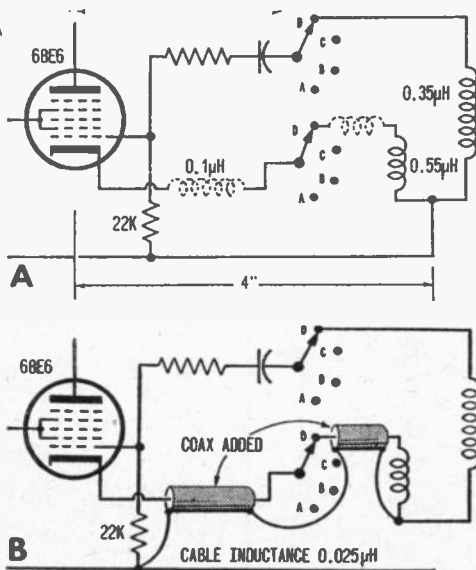 6BE6
D
C
B
A
0.35µH
D
C
B
A
0.1µH
0.55µH
22K
A
4"
6BE6
D
C
B
A
COAX ADDED
D
C
B
A
22K
B
CABLE INDUCTANCE 0.025µH